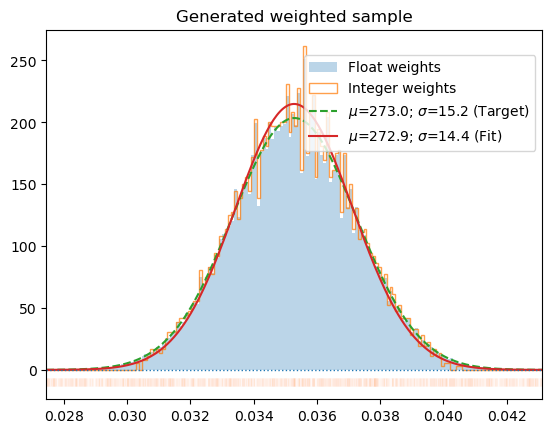 Generated weighted sample
250
200
150
100
50
0
Float weights
Integer weights
μ=273.0; σ=15.2 (Target)
μ=272.9; σ=14.4 (Fit)
0.028 0.030 0.032 0.034 0.036 0.038 0.040 0.042